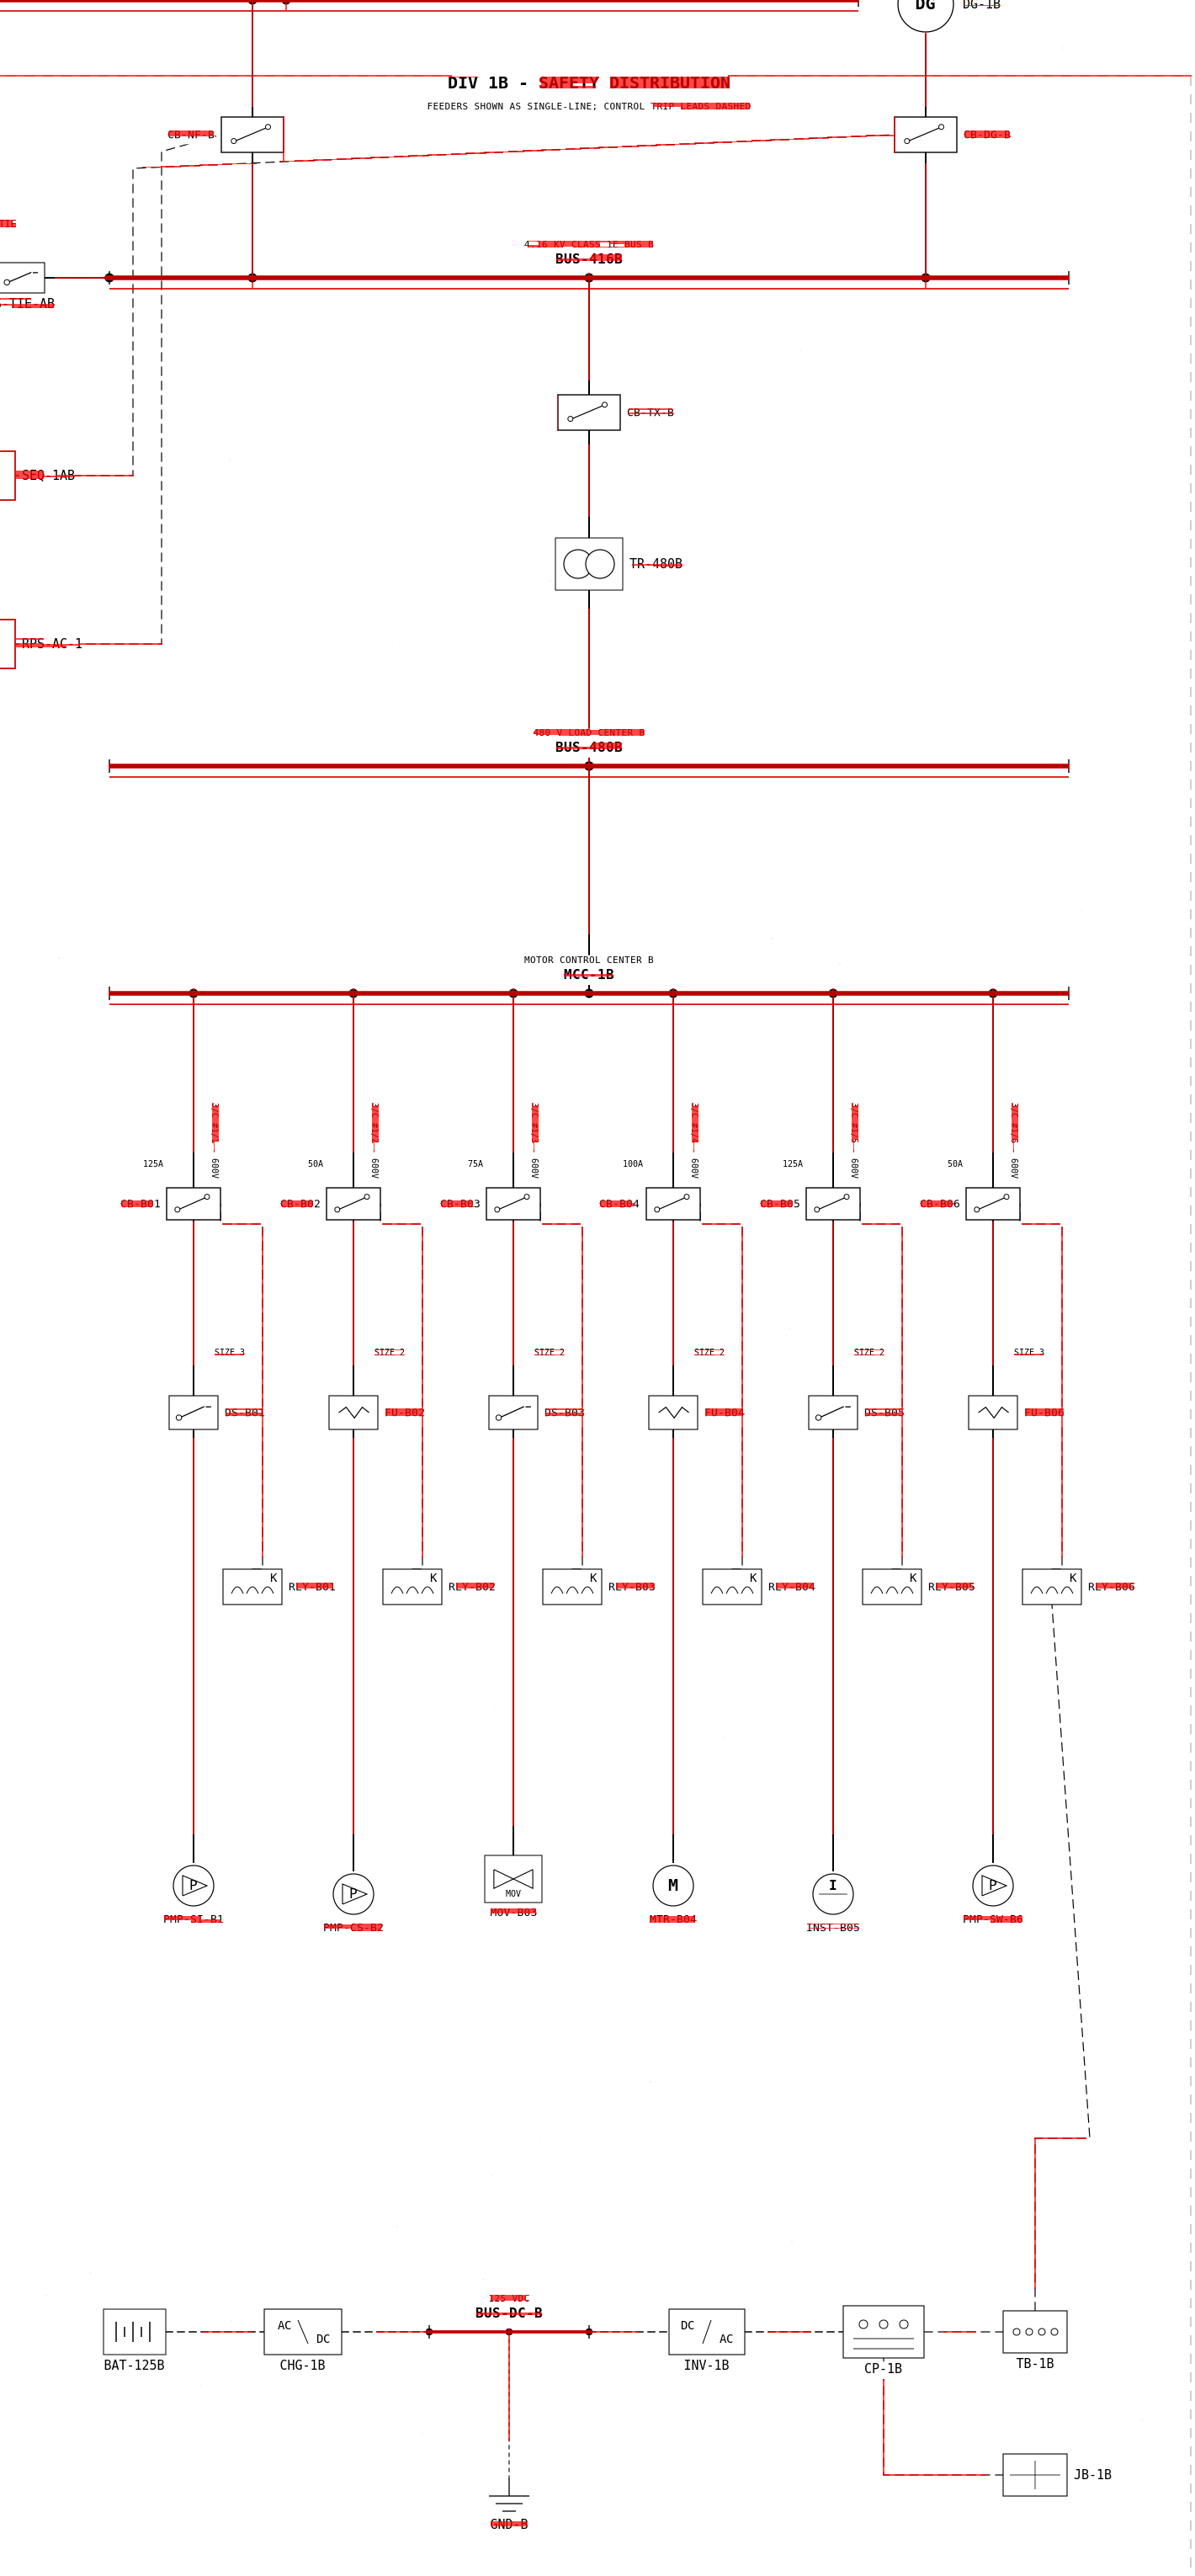 DG
DG-1B
DIV 1B - SAFETY DISTRIBUTION
FEEDERS SHOWN AS SINGLE-LINE; CONTROL TRIP LEADS DASHED
CB-NF-B
CB-DG-B
TIE
4.16 KV CLASS 1E BUS B
BUS-416B
-TIE-AB
CB-TX-B
SEQ-1AB
TR-480B
RPS-AC-1
480 V LOAD CENTER B
BUS-480B
MOTOR CONTROL CENTER B
MCC-1B
125A
600V
50A
600V
75A
600V
100A
600V
125A
600V
50A
600V
CB-B01
CB-B02
CB-B03
CB-B04
CB-B05
CB-B06
SIZE 3
SIZE 2
SIZE 2
SIZE 2
SIZE 2
SIZE 3
DS-B01
FU-B02
DS-B03
FU-B04
DS-B05
FU-B06
K
K
K
K
K
K
RLY-B01
RLY-B02
RLY-B03
RLY-B04
RLY-B05
RLY-B06
P
P
MOV
M
I
P
PMP-SI-B1
PMP-CS-B2
MOV-B03
MTR-B04
INST-B05
PMP-SW-B6
125 VDC
BUS-DC-B
AC
DC
DC
AC
BAT-125B
CHG-1B
INV-1B
CP-1B
TB-1B
JB-1B
GND-B